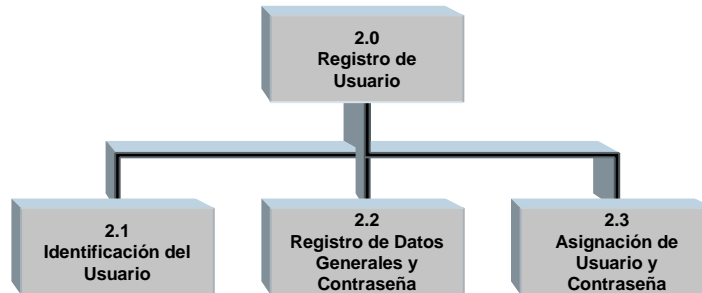 2.0
Registro de
Usuario
2.1
Identificación del
Usuario
2.2
Registro de Datos
Generales y
Contraseña
2.3
Asignación de
Usuario y
Contraseña